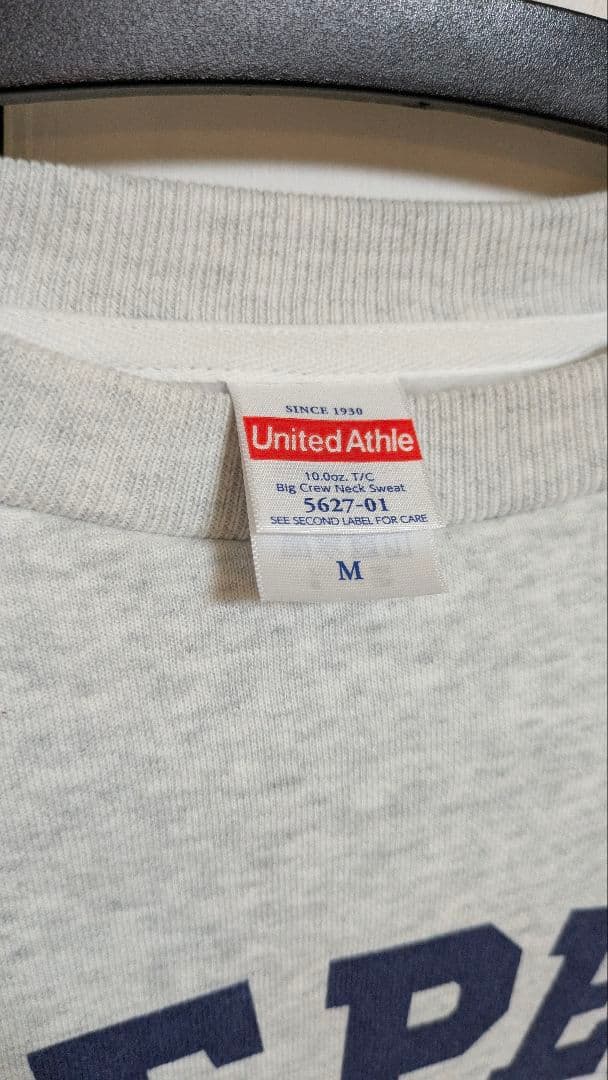 SINCE 1930
United Athle
10.0oz. T/C
Big Crew Neck Sweat
5627-01
SEE SECOND LABEL FOR CARE
M